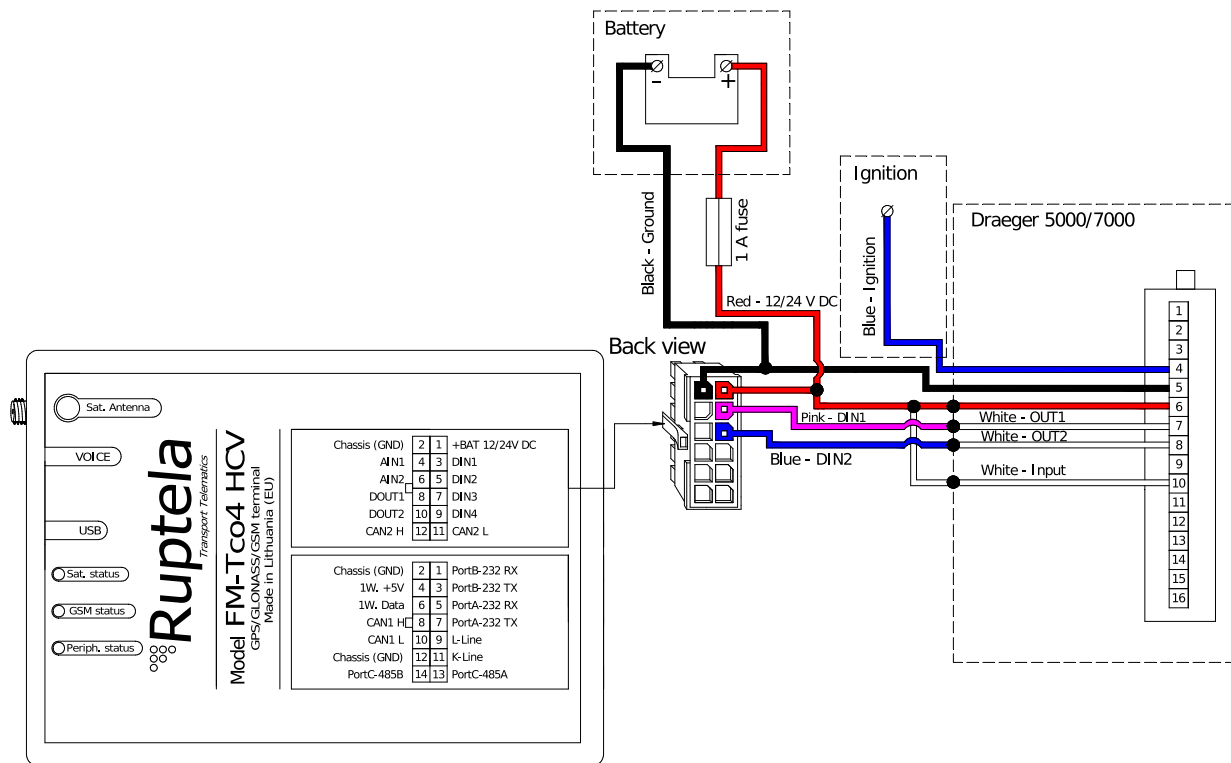 Battery
-
+
Ignition
Draeger 5000/7000
1 A fuse
Black - Ground
Red - 12/24 V DC
Blue - Ignition
Back view
Pink - DIN1
Blue - DIN2
White - OUT1
White - OUT2
White - Input
1
2
3
4
5
6
7
8
9
10
11
12
13
14
15
16
Sat. Antenna
VOICE
USB
Sat. status
GSM status
Periph. status
Ruptela
Transport Telematics
Model FM-Tco4 HCV
GPS/GLONASS/GSM terminal
Made in Lithuania (EU)
Chassis (GND) 2 1 +BAT 12/24V DC
AIN1 4 3 DIN1
AIN2 6 5 DIN2
DOUT1 8 7 DIN3
DOUT2 10 9 DIN4
CAN2 H 12 11 CAN2 L
Chassis (GND) 2 1 PortB-232 RX
1W. +5V 4 3 PortB-232 TX
1W. Data 6 5 PortA-232 RX
CAN1 H 8 7 PortA-232 TX
CAN1 L 10 9 L-Line
Chassis (GND) 12 11 K-Line
PortC-485B 14 13 PortC-485A